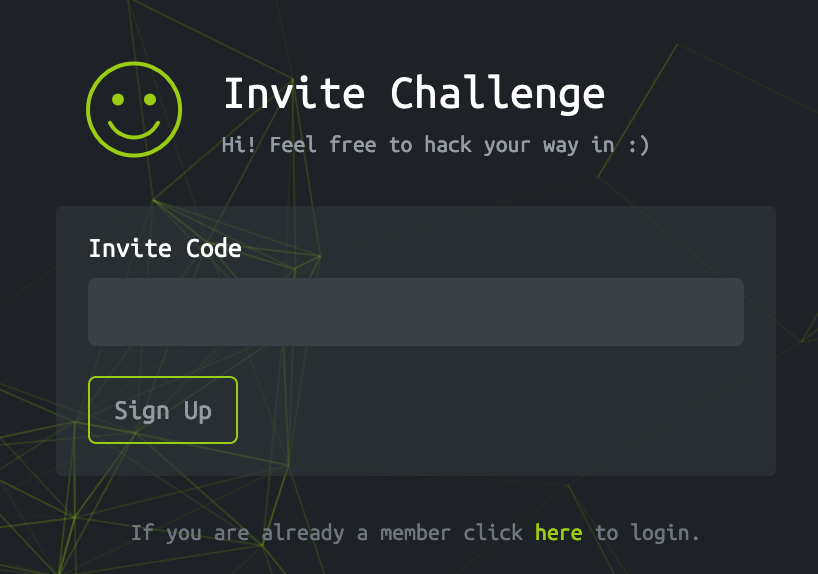 Invite Challenge
Hi! Feel free to hack your way in :)
Invite Code
Sign Up
If you are already a member click here to login.